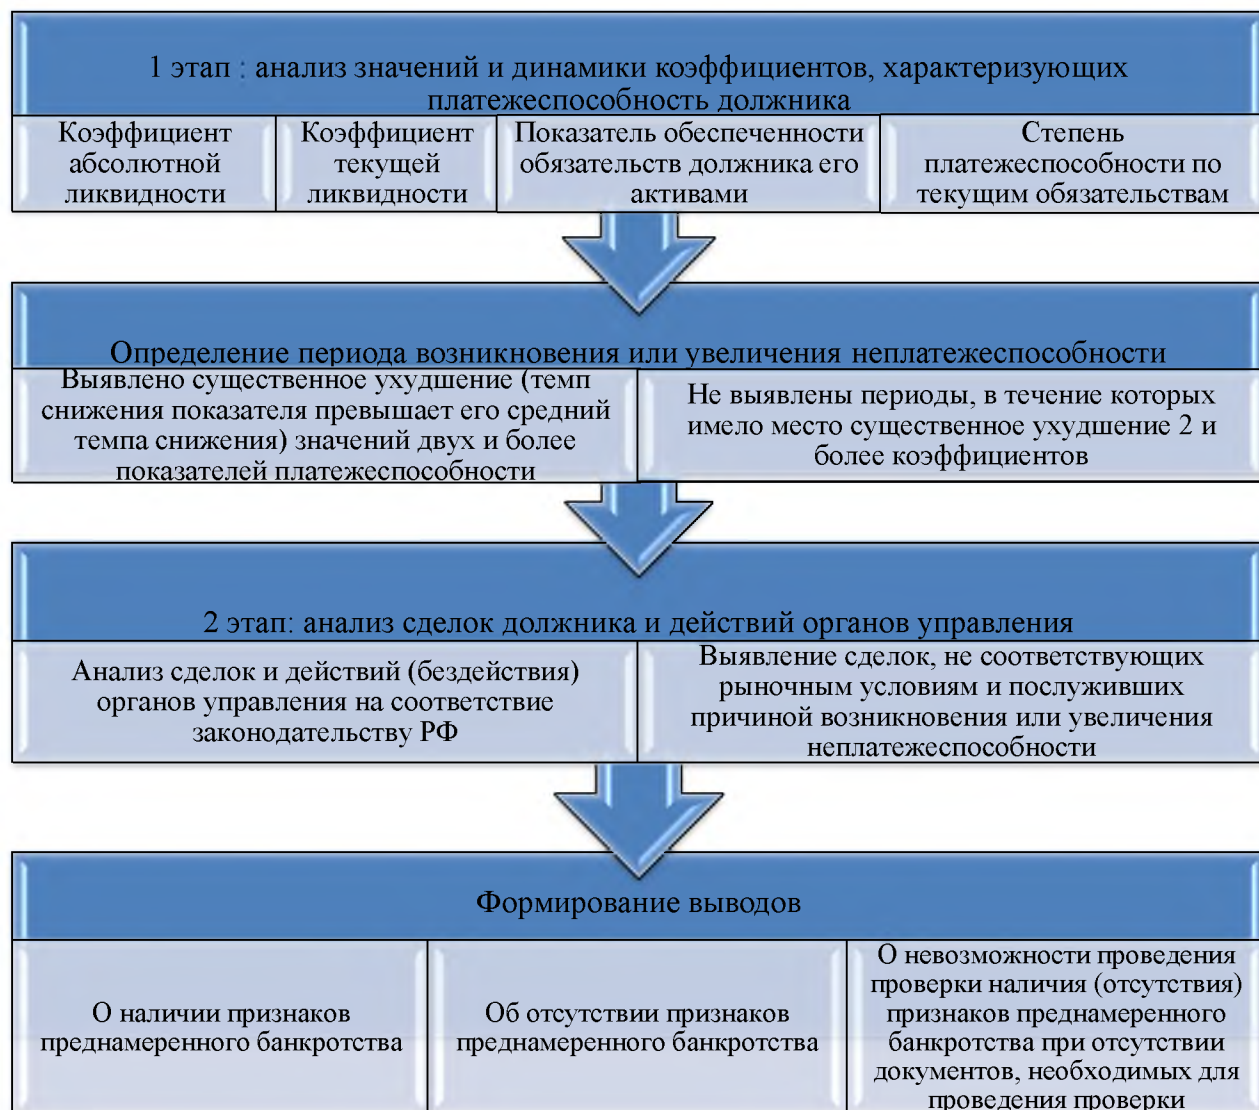 1 этап : анализ значений и динамики коэффициентов, характеризующих
платежеспособность должника
Коэффициент
абсолютной
ликвидности
Коэффициент
текущей
ликвидности
Показатель обеспеченности
обязательств должника его
активами
Степень
платежеспособности по
текущим обязательствам
Определение периода возникновения или увеличения неплатежеспособности
Выявлено существенное ухудшение (темп
снижения показателя превышает его средний
темпа снижения) значений двух и более
показателей платежеспособности
Не выявлены периоды, в течение которых
имело место существенное ухудшение 2 и
более коэффициентов
2 этап: анализ сделок должника и действий органов управления
Анализ сделок и действий (бездействия)
органов управления на соответствие
законодательству РФ
Выявление сделок, не соответствующих
рыночным условиям и послуживших
причиной возникновения или увеличения
неплатежеспособности
Формирование выводов
О наличии признаков
преднамеренного банкротства
Об отсутствии признаков
преднамеренного банкротства
О невозможности проведения
проверки наличия (отсутствия)
признаков преднамеренного
банкротства при отсутствии
документов, необходимых для
проведения проверки